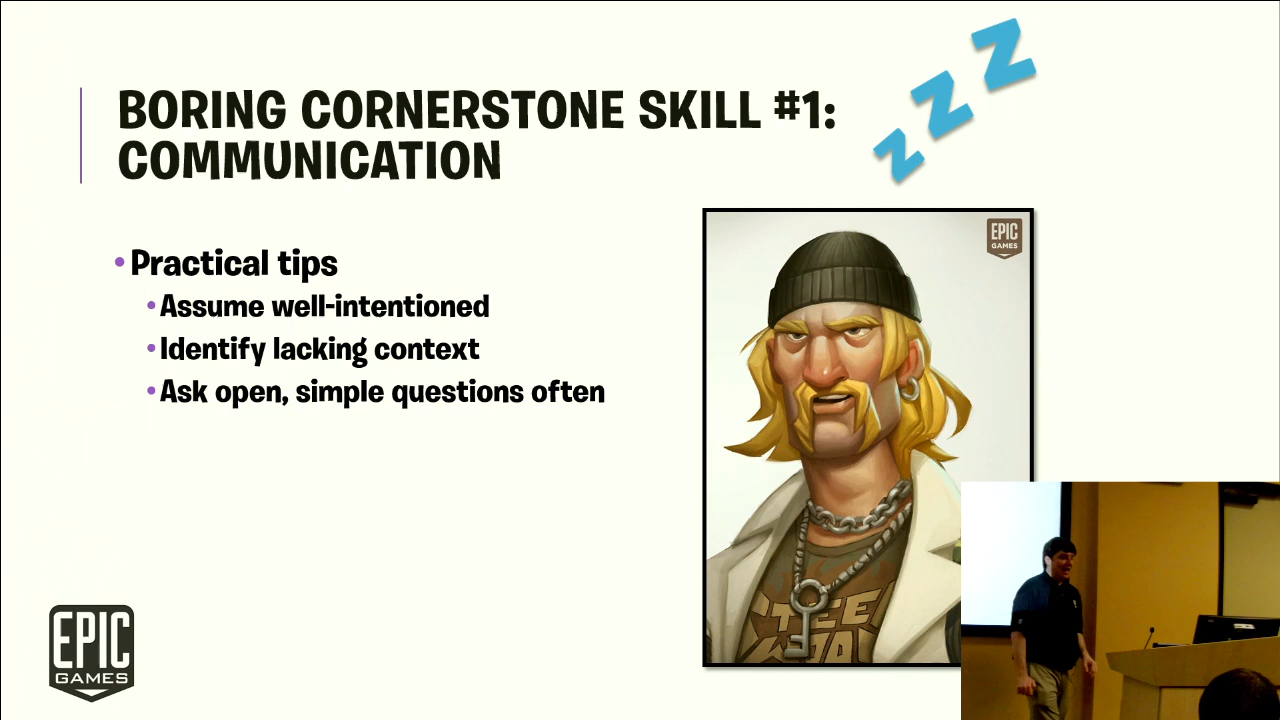 BORING CORNERSTONE SKILL #1:
COMMUNICATION
Z Z Z
• Practical tips
• Assume well-intentioned
• Identify lacking context
• Ask open, simple questions often
EPIC
GAMES
EPIC
GAMES